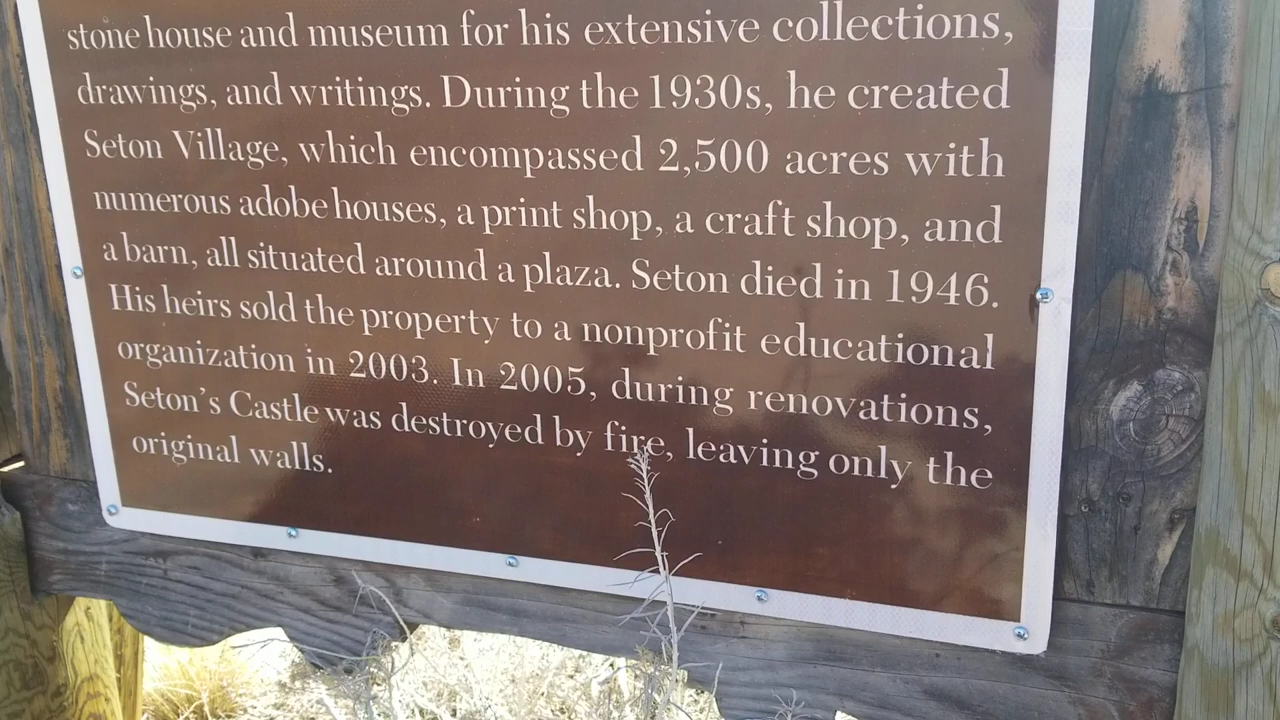 stone house and museum for his extensive collections,
drawings, and writings. During the 1930s, he created
Seton Village, which encompassed 2,500 acres with
numerous adobe houses, a print shop, a craft shop, and
a barn, all situated around a plaza. Seton died in 1946.
His heirs sold the property to a nonprofit educational
organization in 2003. In 2005, during renovations,
Seton's Castle was destroyed by fire, leaving only the
original walls.